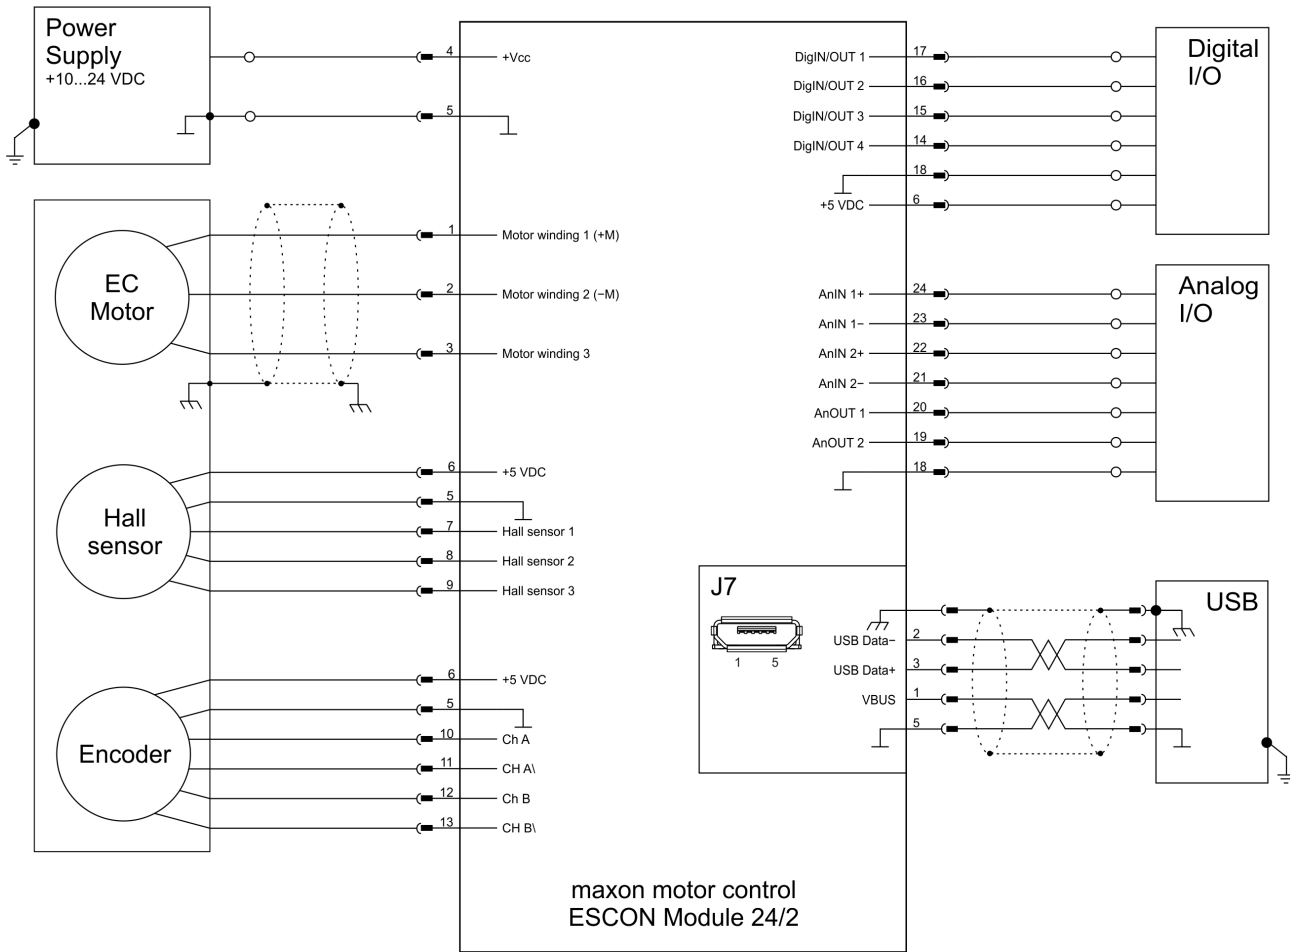 Power
Supply
+10...24 VDC
4
+Vcc
5
EC
Motor
1
Motor winding 1 (+M)
2
Motor winding 2 (−M)
3
Motor winding 3
Hall
sensor
6
+5 VDC
5
7
Hall sensor 1
8
Hall sensor 2
9
Hall sensor 3
Encoder
6
+5 VDC
5
10
Ch A
11
CH A\
12
Ch B
13
CH B\
DigIN/OUT 1
17
DigIN/OUT 2
16
DigIN/OUT 3
15
DigIN/OUT 4
14
18
+5 VDC
6
Digital
I/O
AnIN 1+
24
AnIN 1−
23
AnIN 2+
22
AnIN 2−
21
AnOUT 1
20
AnOUT 2
19
18
Analog
I/O
J7
1 5
USB Data−
2
USB Data+
3
VBUS
1
5
USB
maxon motor control
ESCON Module 24/2